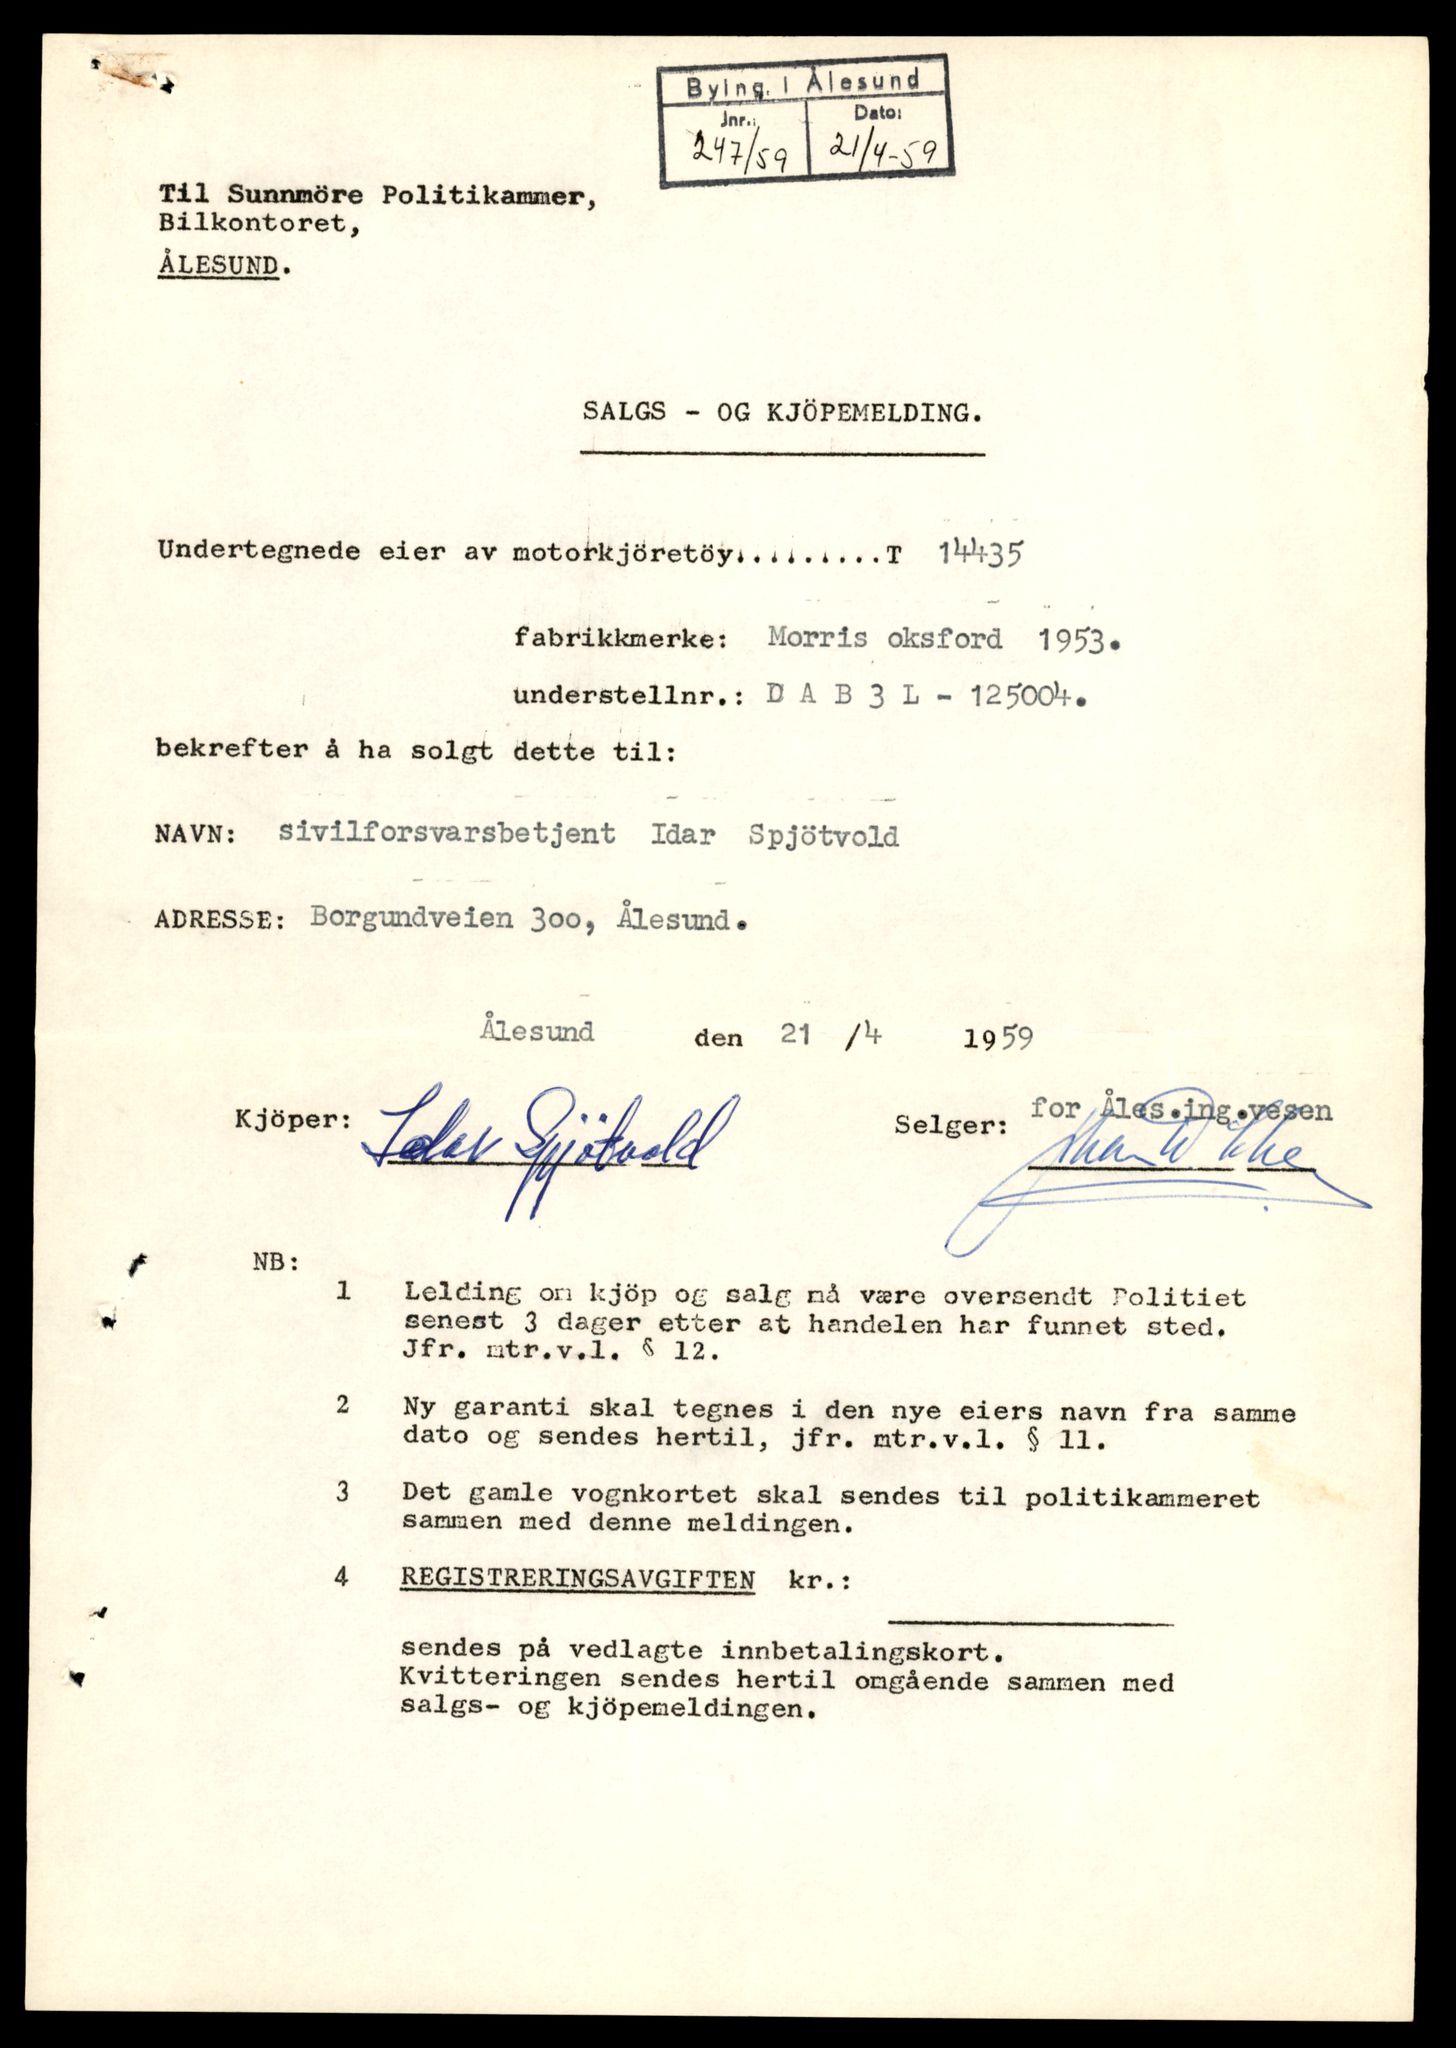 Bying. i Ålesund
Jnr.: Dato:
247/59 21/4-59
Til Sunnmöre Politikammer,
Bilkontoret,
ÅLESUND.
SALGS - OG KJÖPEMELDING.
Undertegnede eier av motorkjöretöy.........T 14435
fabrikkmerke: Morris oksford 1953.
understellnr.: D A B 3 L - 125004.
bekrefter å ha solgt dette til:
NAVN: sivilforsvarsbetjent Idar Spjötvold
ADRESSE: Borgundveien 300, Ålesund.
Ålesund den 21 /4 1959
for Åles.ing.vesen
Kjöper: Idar Spjötvold Selger:
NB:
1 Lelding om kjöp og salg må være oversendt Politiet
senest 3 dager etter at handelen har funnet sted.
Jfr. mtr.v.l. § 12.
2 Ny garanti skal tegnes i den nye eiers navn fra samme
dato og sendes hertil, jfr. mtr.v.l. § 11.
3 Det gamle vognkortet skal sendes til politikammeret
sammen med denne meldingen.
4 REGISTRERINGSAVGIFTEN kr.:
sendes på vedlagte innbetalingskort.
Kvitteringen sendes hertil omgående sammen med
salgs- og kjöpemeldingen.